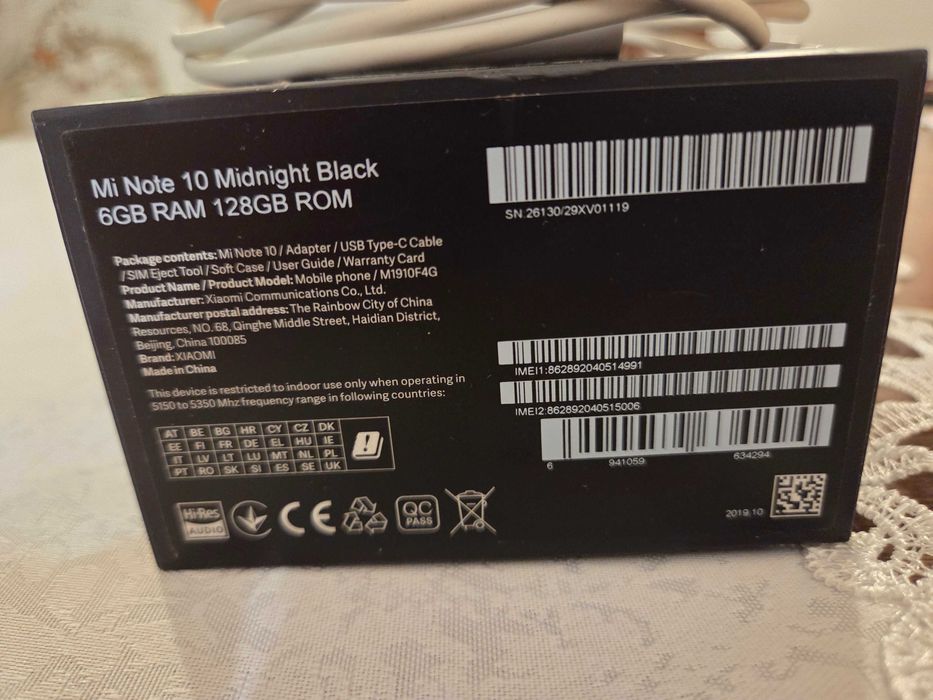 Mi Note 10 Midnight Black
6GB RAM 128GB ROM
Package contents: Mi Note 10 / Adapter / USB Type-C Cable
/ SIM Eject Tool / Soft Case / User Guide / Warranty Card
Product Name / Product Model: Mobile phone / M1910F4G
Manufacturer: Xiaomi Communications Co., Ltd.
Manufacturer postal address: The Rainbow City of China
Resources, NO. 68, Qinghe Middle Street, Haidian District,
Beijing, China 100085
Brand: XIAOMI
Made in China
This device is restricted to indoor use only when operating in
5150 to 5350 Mhz frequency range in following countries:
AT BE BG HR CY CZ DK
EE FI FR DE EL HU IE
IT LV LT LU MT NL PL
PT RO SK SI ES SE UK
Hi-Res
AUDIO
CE
QC
PASS
SN:26130/29XV01119
IMEI1:862892040514991
IMEI2:862892040515006
6 941059 634294
2019.10